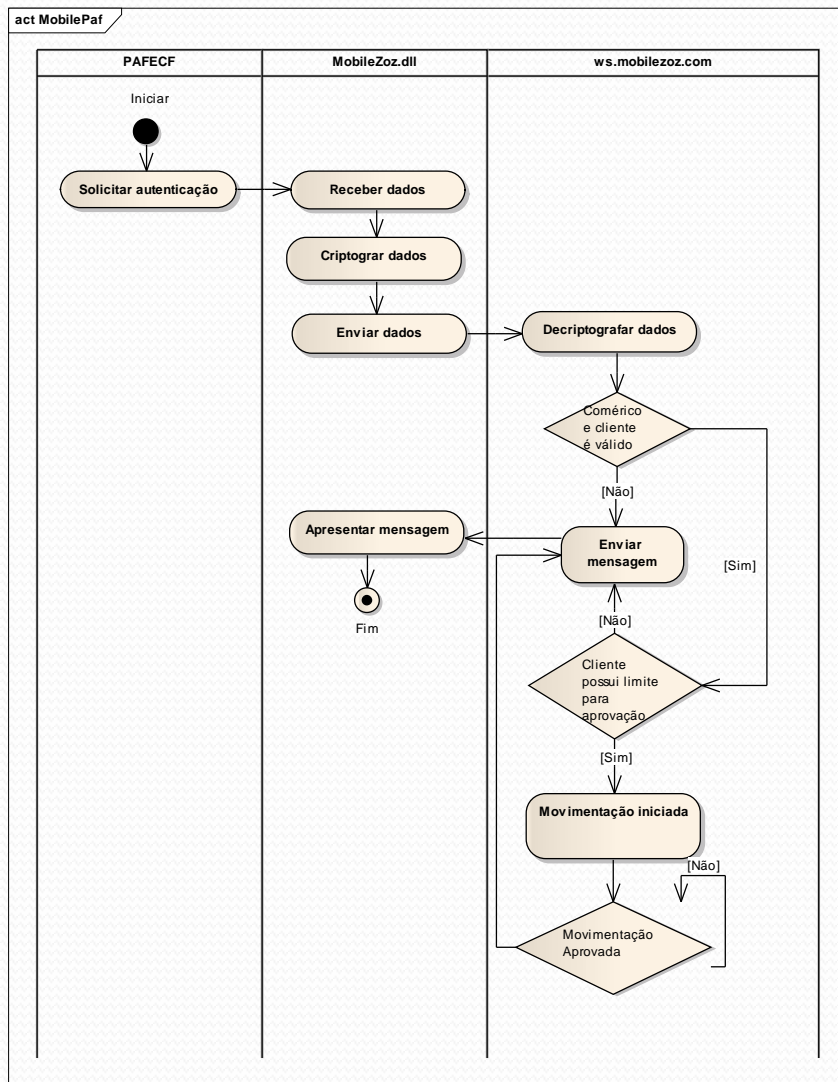 act MobilePaf
PAFECF
MobileZoz.dll
ws.mobilezoz.com
Iniciar
Solicitar autenticação
Receber dados
Criptograr dados
Enviar dados
Decriptografar dados
Comérico
e cliente
é válido
[Não]
Apresentar mensagem
Enviar
mensagem
[Sim]
Fim
[Não]
Cliente
possui limite
para
aprovação
[Sim]
Movimentação iniciada
[Não]
Movimentação
Aprovada